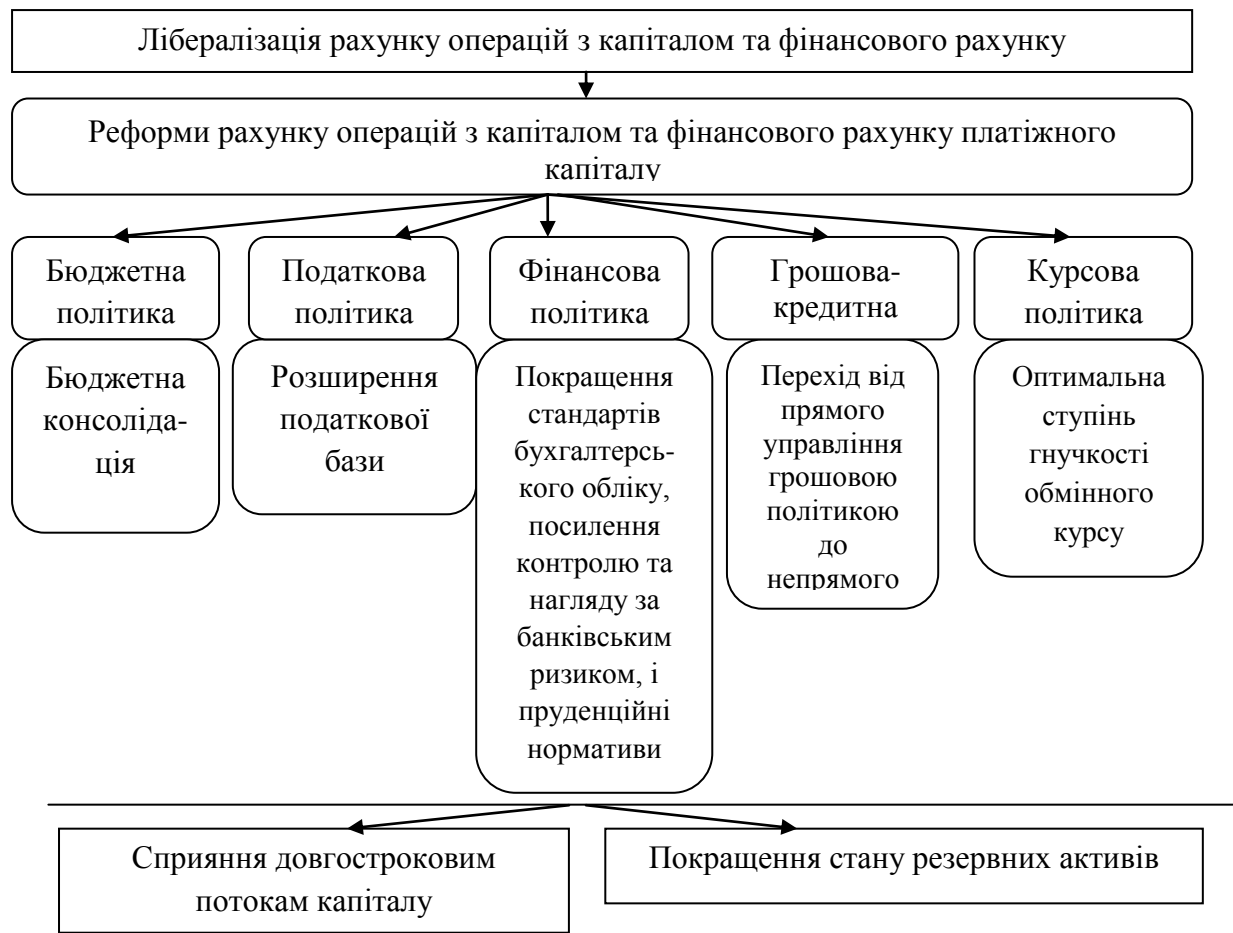 Лібералізація рахунку операцій з капіталом та фінансового рахунку
Реформи рахунку операцій з капіталом та фінансового рахунку платіжного
капіталу
Бюджетна
політика
Податкова
політика
Фінансова
політика
Грошова-
кредитна
Курсова
політика
Бюджетна
консоліда-
ція
Розширення
податкової
бази
Покращення
стандартів
бухгалтерсь-
кого обліку,
посилення
контролю та
нагляду за
банківським
ризиком, і
пруденційні
нормативи
Перехід від
прямого
управління
грошовою
політикою
до
непрямого
Оптимальна
ступінь
гнучкості
обмінного
курсу
Сприяння довгостроковим
потокам капіталу
Покращення стану резервних активів